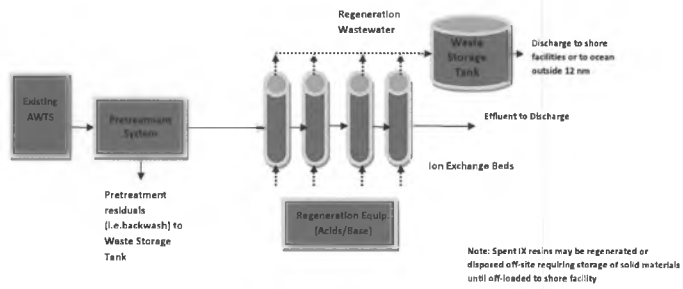 Regeneration
Wastewater
Waste
Storage
Tank
Discharge to shore
facilities or to ocean
outside 12 nm
Existing
AWTS
Pretreatment
System
Effluent to Discharge
Ion Exchange Beds
Pretreatment
residuals
(i.e.backwash) to
Waste Storage
Tank
Regeneration Equip.
(Acids/Base)
Note: Spent IX resins may be regenerated or
disposed off-site requiring storage of solid materials
until off-loaded to shore facility